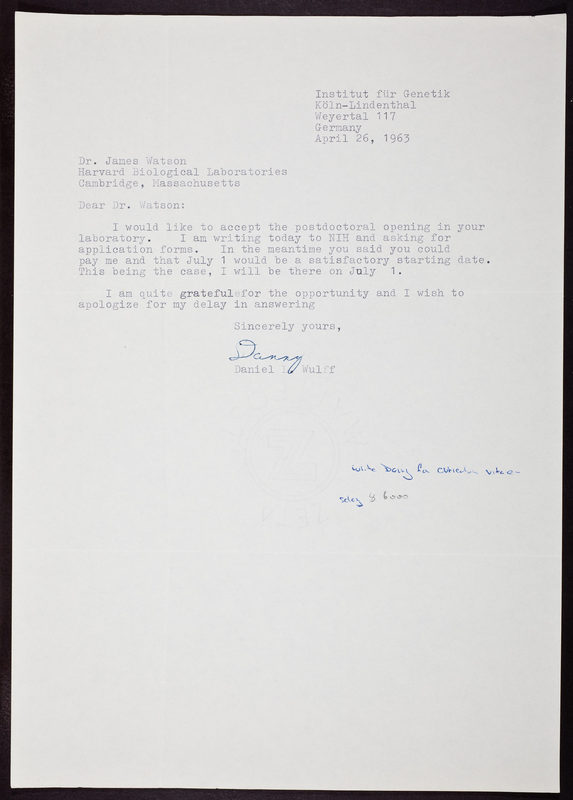 Institut für Genetik
Köln-Lindenthal
Weyertal 117
Germany
April 26, 1963
Dr. James Watson
Harvard Biological Laboratories
Cambridge, Massachusetts
Dear Dr. Watson:
I would like to accept the postdoctoral opening in your
laboratory. I am writing today to NIH and asking for
application forms. In the meantime you said you could
pay me and that July 1 would be a satisfactory starting date.
This being the case, I will be there on July 1.
I am quite grateful for the opportunity and I wish to
apologize for my delay in answering
Sincerely yours,
Danny
Daniel L Wulff
write Danny for curriculum vitae
salary $ 6000